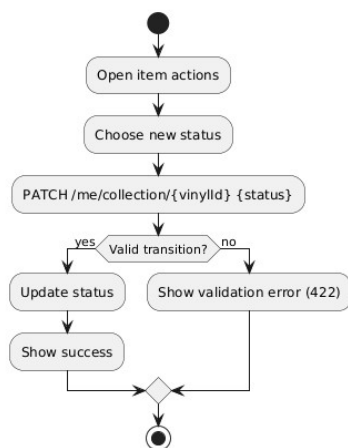 Open item actions
Choose new status
PATCH /me/collection/{vinylId} {status}
Valid transition?
yes
no
Update status
Show validation error (422)
Show success